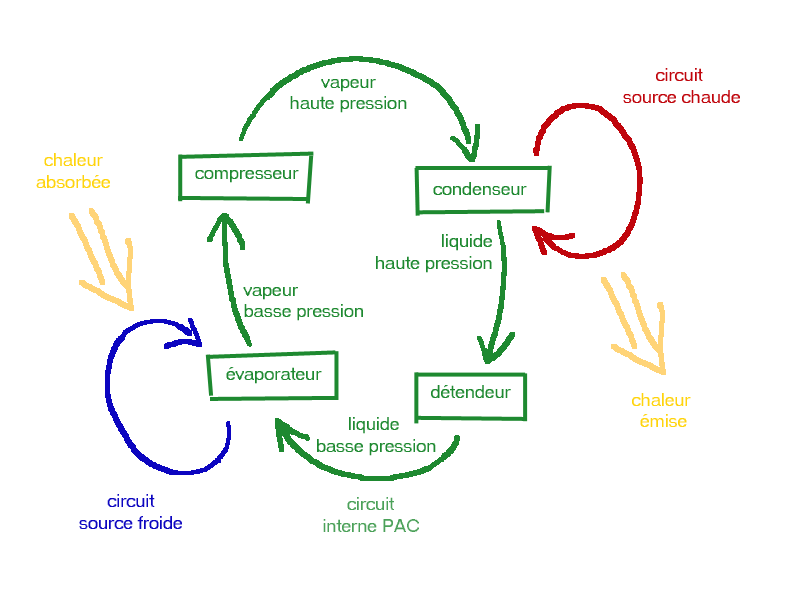 circuit
source chaude
vapeur
haute pression
chaleur
absorbée
compresseur
condenseur
liquide
haute pression
vapeur
basse pression
évaporateur
détendeur
chaleur
émise
liquide
basse pression
circuit
source froide
circuit
interne PAC